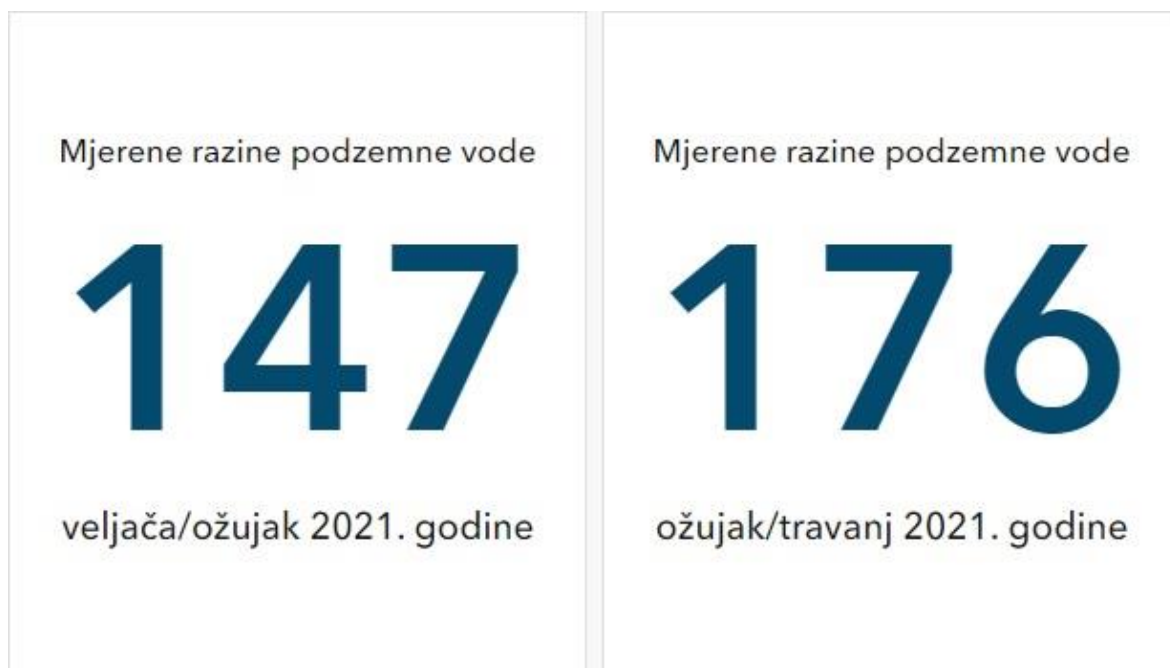 Mjerene razine podzemne vode
147
veljača/ožujak 2021. godine
Mjerene razine podzemne vode
176
ožujak/travanj 2021. godine